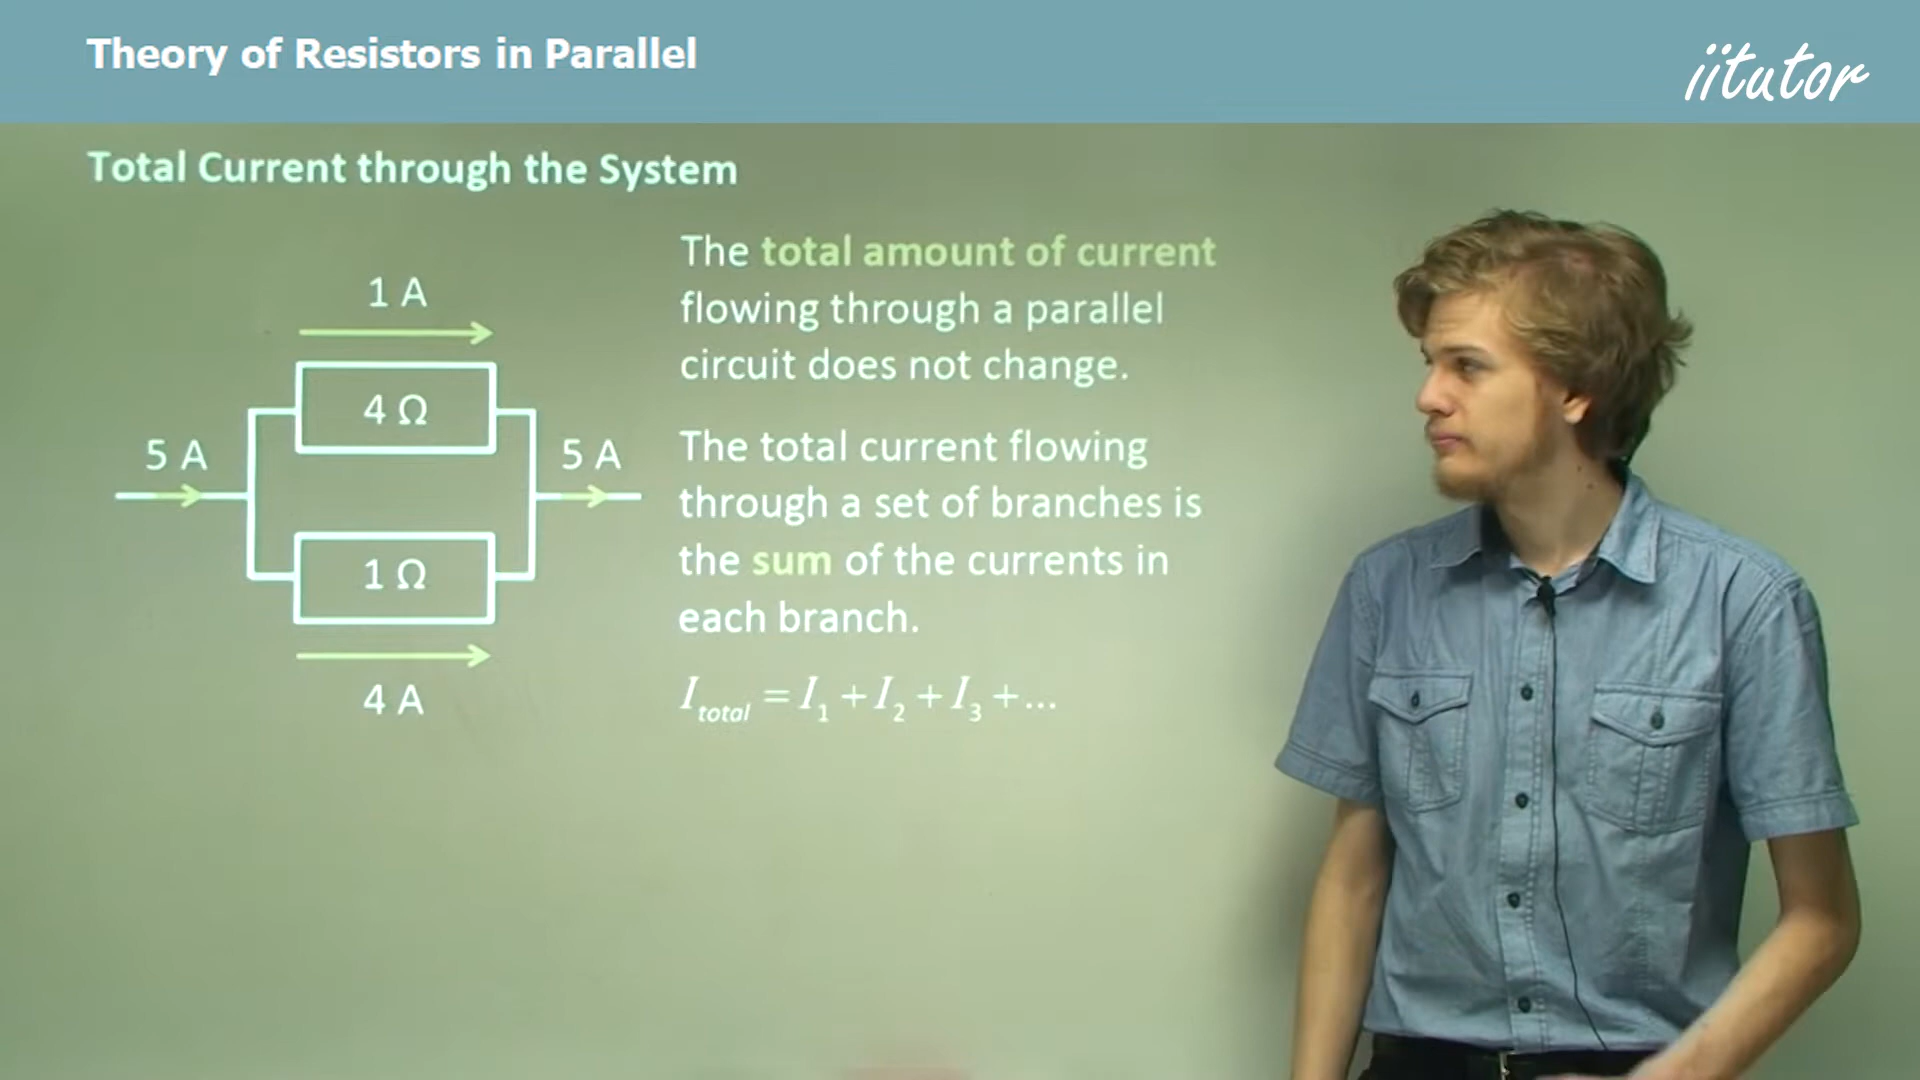 Theory of Resistors in Parallel
iitutor
Total Current through the System
1 A
4 Ω
5 A
5 A
1 Ω
4 A
The total amount of current
flowing through a parallel
circuit does not change.
The total current flowing
through a set of branches is
the sum of the currents in
each branch.
I_total = I_1 + I_2 + I_3 + ...